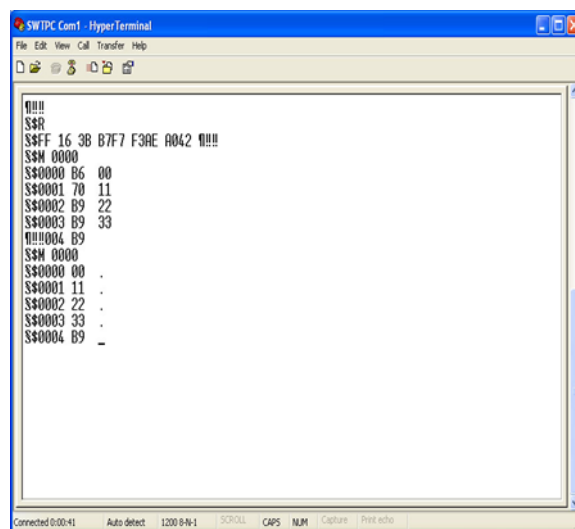 SWTPC Com1 - HyperTerminal
File Edit View Call Transfer Help
¶‼‼
$$R
$$FF 16 3B B7F7 F3AE A042 ¶‼‼
$$M 0000
$$0000 B6 00
$$0001 70 11
$$0002 B9 22
$$0003 B9 33
¶‼‼004 B9
$$M 0000
$$0000 00 .
$$0001 11 .
$$0002 22 .
$$0003 33 .
$$0004 B9 _
Connected 0:00:41 Auto detect 1200 8-N-1 SCROLL CAPS NUM Capture Print echo